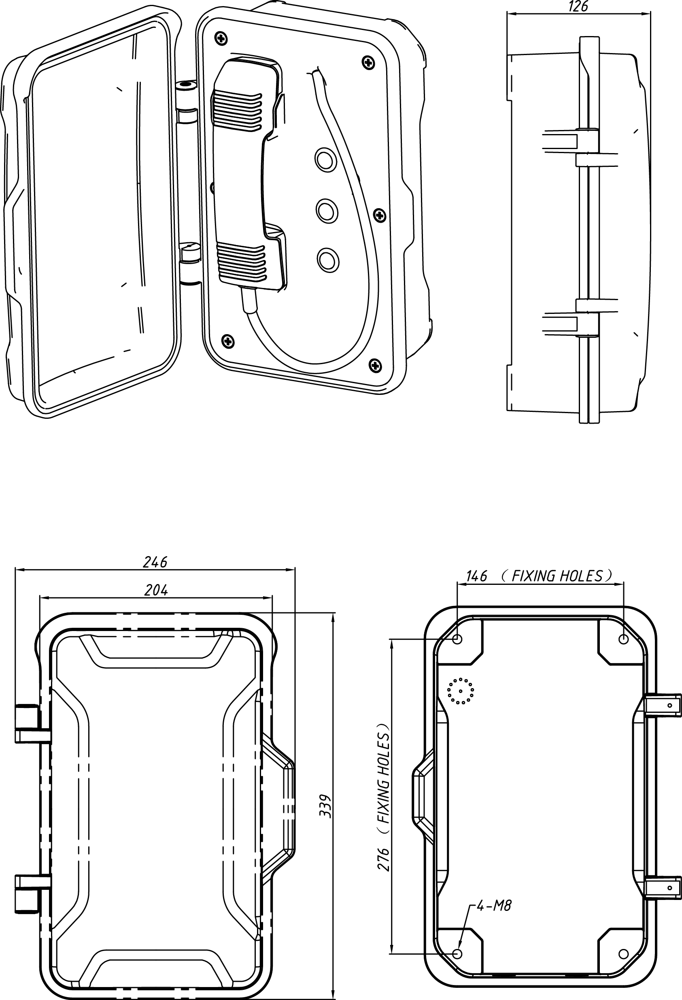 126
246
204
146 （FIXING HOLES）
339
276 （FIXING HOLES）
4-M8